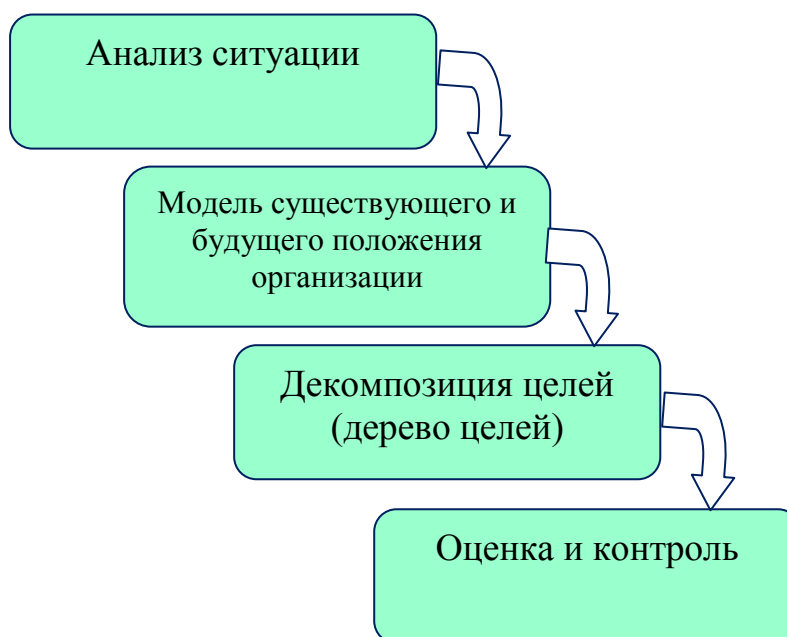 Анализ ситуации
Модель существующего и
будущего положения
организации
Декомпозиция целей
(дерево целей)
Оценка и контроль